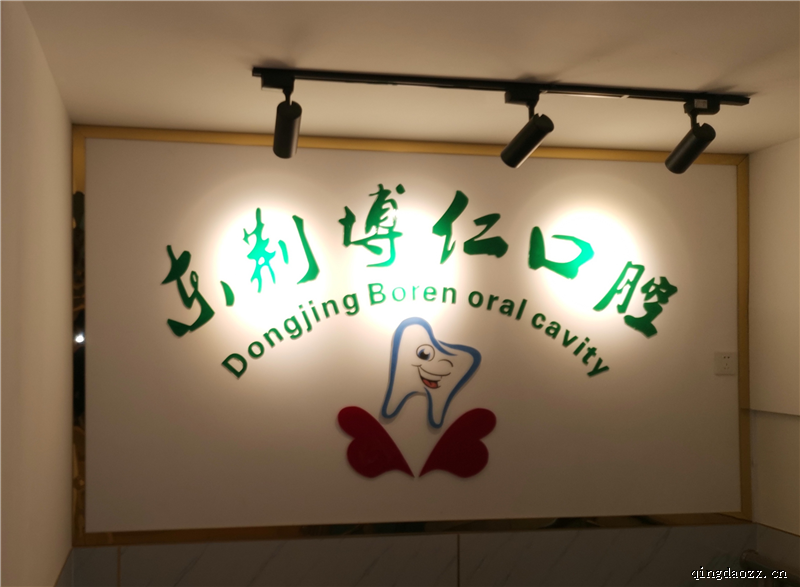 东荆博仁口腔
Dongjing Boren oral cavity
qingdaozz.cn